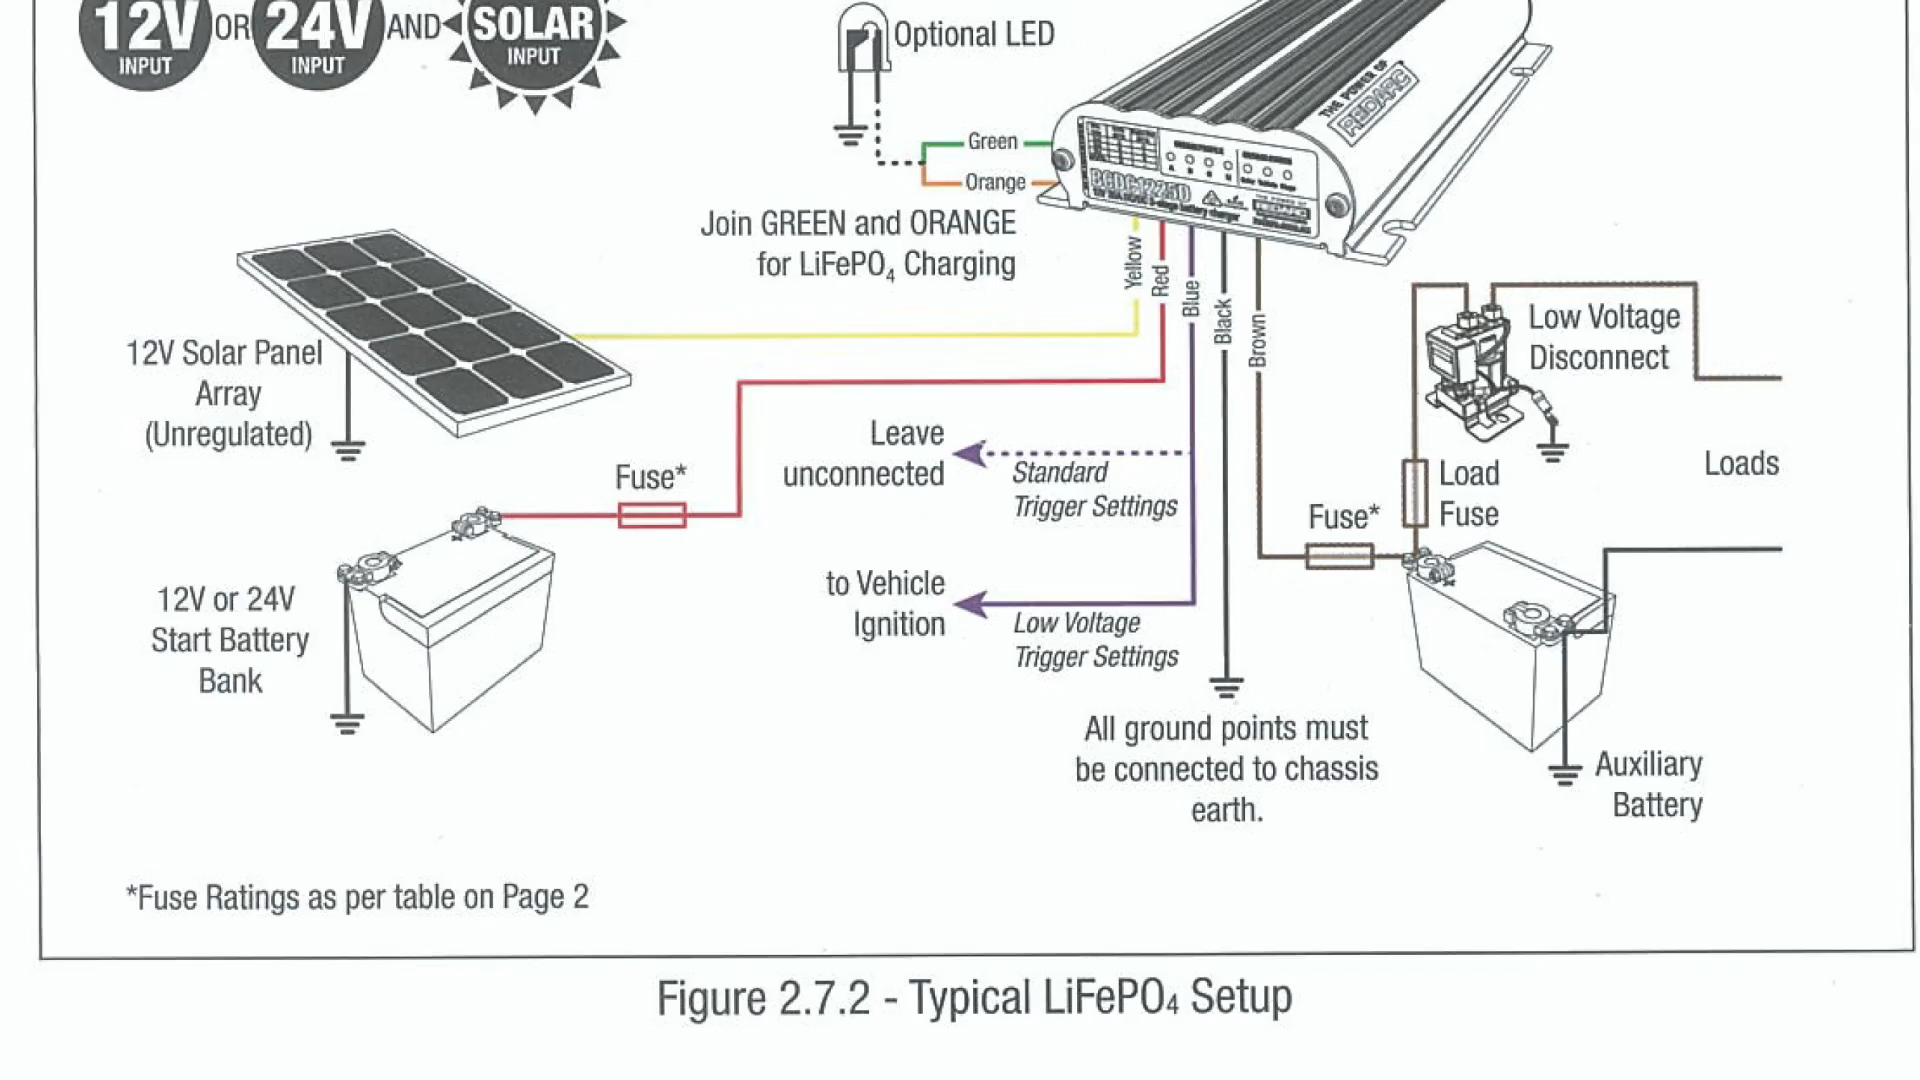 12V OR 24V AND SOLAR
INPUT INPUT INPUT
Optional LED
THE POWER OF
REDARC
Green
Orange
BCDC1225D
Join GREEN and ORANGE
for LiFePO4 Charging
Yellow
Red
Blue
Black
Brown
12V Solar Panel
Array
(Unregulated)
Low Voltage
Disconnect
Leave
unconnected
Standard
Trigger Settings
Fuse*
Load
Fuse
Loads
Fuse*
to Vehicle
Ignition
Low Voltage
Trigger Settings
12V or 24V
Start Battery
Bank
All ground points must
be connected to chassis
earth.
Auxiliary
Battery
*Fuse Ratings as per table on Page 2
Figure 2.7.2 - Typical LiFePO4 Setup